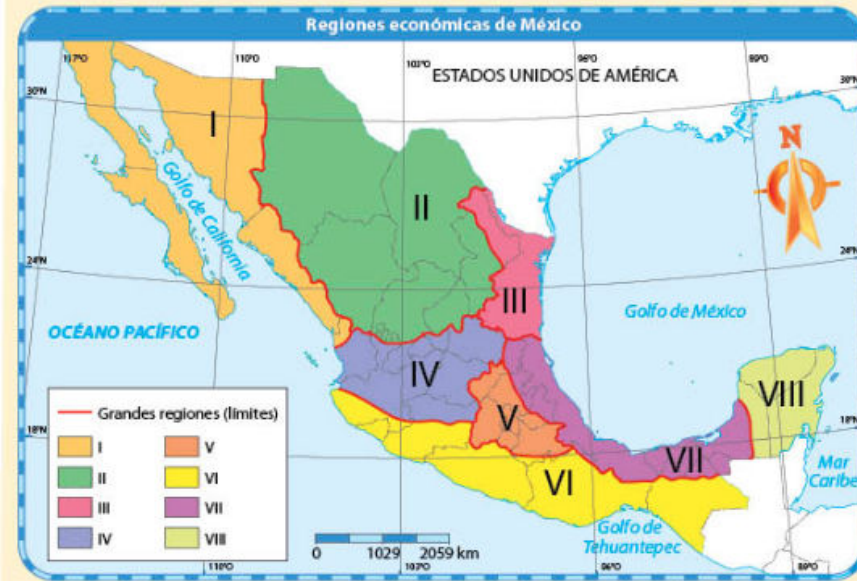 Regiones económicas de México
117°O
110°O
103°O
96°O
89°O
ESTADOS UNIDOS DE AMÉRICA
30°N
30°N
N
I
Golfo de California
II
24°N
24°N
III
Golfo de México
OCÉANO PACÍFICO
IV
VIII
V
Grandes regiones (límites)
18°N
18°N
I
V
VII
Mar Caribe
II
VI
VI
III
VII
Golfo de
Tehuantepec
IV
VIII
0 1029 2059 km
110°O
102°O
96°O
89°O